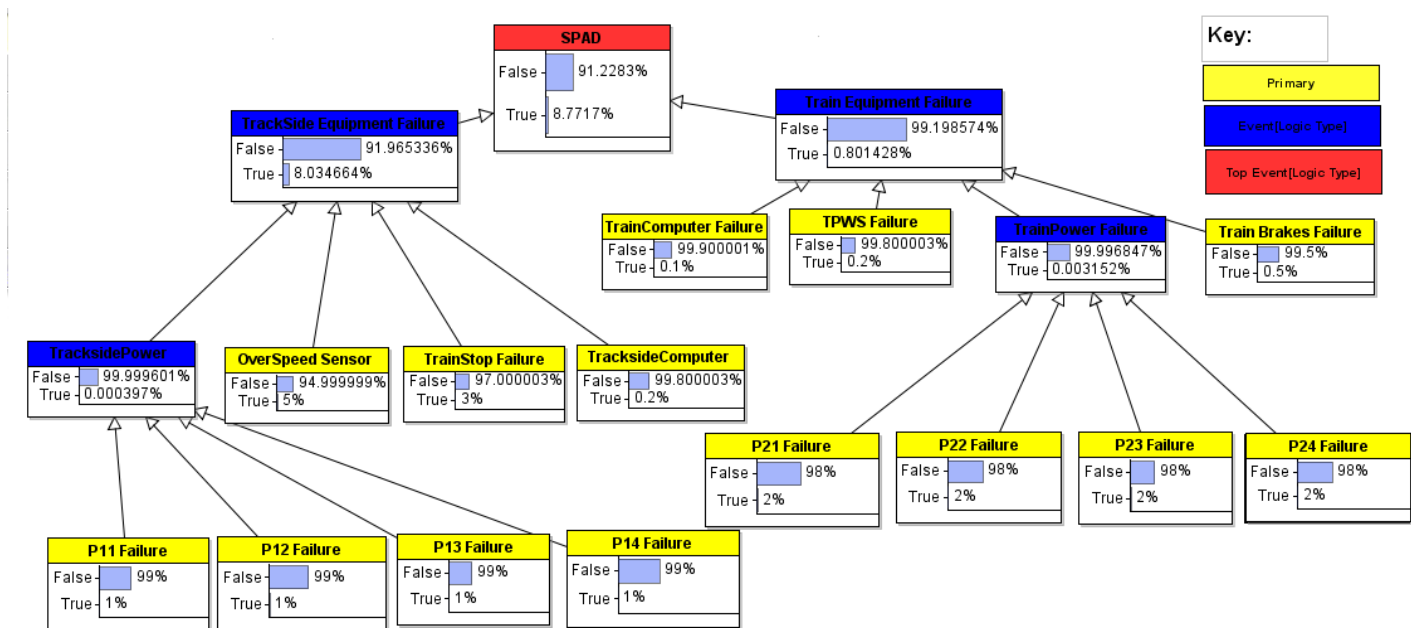 SPAD
False 91.2283%
True 8.7717%
Key:
Primary
Event[Logic Type]
Top Event[Logic Type]
TrackSide Equipment Failure
False 91.965336%
True 8.034664%
Train Equipment Failure
False 99.198574%
True 0.801428%
TrainComputer Failure
False 99.900001%
True 0.1%
TPWS Failure
False 99.800003%
True 0.2%
TrainPower Failure
False 99.996847%
True 0.003152%
Train Brakes Failure
False 99.5%
True 0.5%
TracksidePower
False 99.999601%
True 0.000397%
OverSpeed Sensor
False 94.999999%
True 5%
TrainStop Failure
False 97.000003%
True 3%
TracksideComputer
False 99.800003%
True 0.2%
P21 Failure
False 98%
True 2%
P22 Failure
False 98%
True 2%
P23 Failure
False 98%
True 2%
P24 Failure
False 98%
True 2%
P11 Failure
False 99%
True 1%
P12 Failure
False 99%
True 1%
P13 Failure
False 99%
True 1%
P14 Failure
False 99%
True 1%